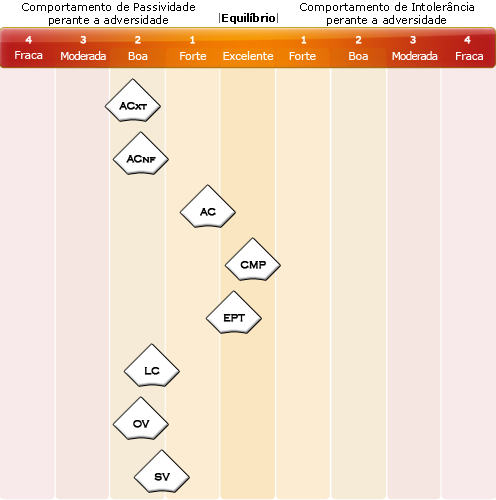 Comportamento de Passividade
perante a adversidade
|Equilíbrio|
Comportamento de Intolerância
perante a adversidade
4 3 2 1 | 1 2 3 4
Fraca Moderada Boa Forte Excelente Forte Boa Moderada Fraca
ACXT
ACNF
AC
CMP
EPT
LC
OV
SV